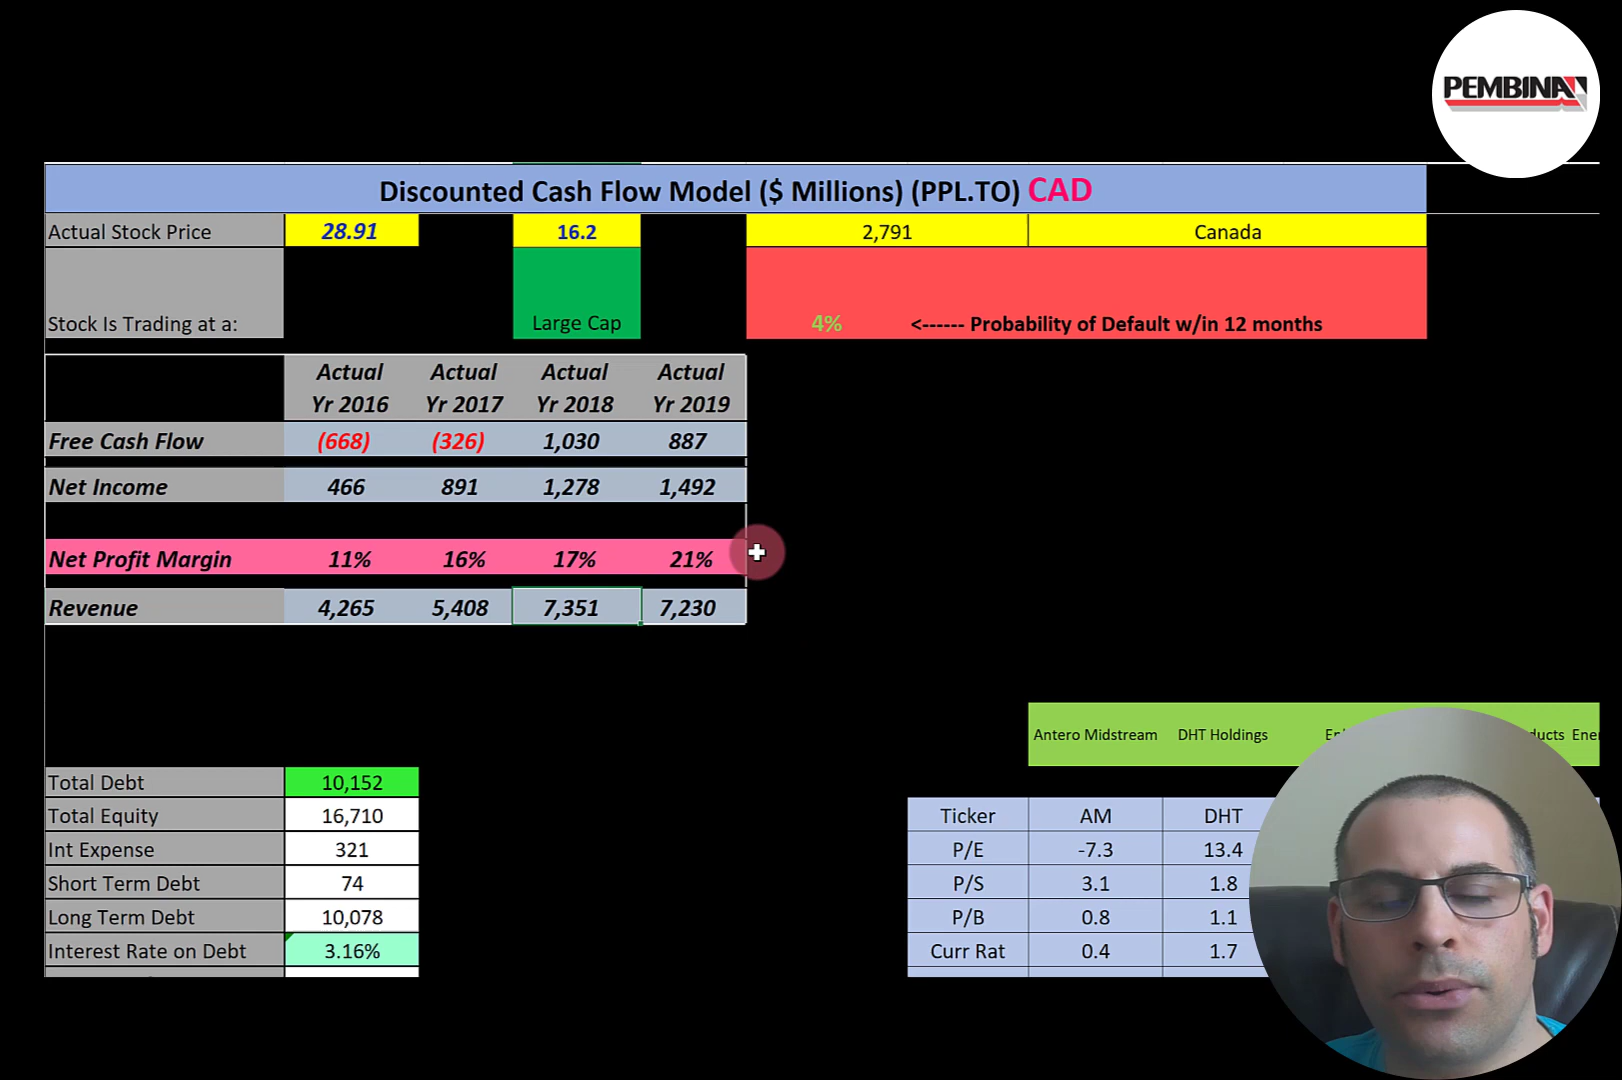 PEMBINA
Discounted Cash Flow Model ($ Millions) (PPL.TO) CAD
Actual Stock Price 28.91 16.2 2,791 Canada
Stock Is Trading at a: Large Cap 4% <------ Probability of Default w/in 12 months
Actual Actual Actual Actual
Yr 2016 Yr 2017 Yr 2018 Yr 2019
Free Cash Flow (668) (326) 1,030 887
Net Income 466 891 1,278 1,492
Net Profit Margin 11% 16% 17% 21%
Revenue 4,265 5,408 7,351 7,230
Antero Midstream DHT Holdings
Total Debt 10,152
Total Equity 16,710 Ticker AM DHT
Int Expense 321 P/E -7.3 13.4
Short Term Debt 74 P/S 3.1 1.8
Long Term Debt 10,078 P/B 0.8 1.1
Interest Rate on Debt 3.16% Curr Rat 0.4 1.7